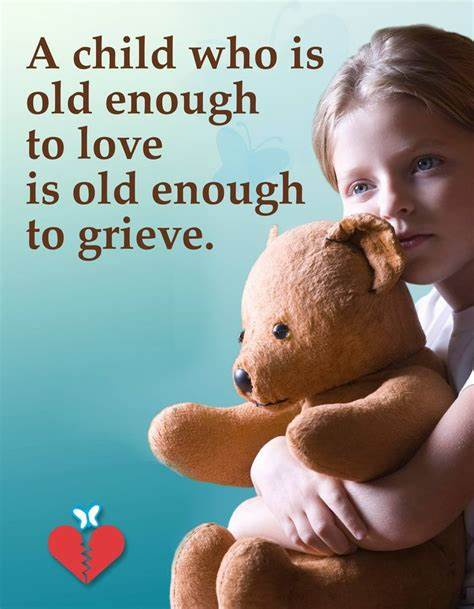 A child who is
old enough
to love
is old enough
to grieve.